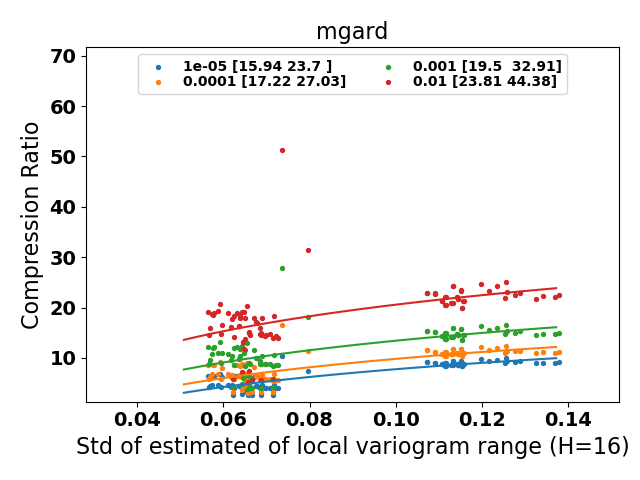 mgard
70
1e-05 [15.94 23.7 ]
0.0001 [17.22 27.03]
0.001 [19.5  32.91]
0.01 [23.81 44.38]
60
50
40
30
20
10
Compression Ratio
0.04 0.06 0.08 0.10 0.12 0.14
Std of estimated of local variogram range (H=16)